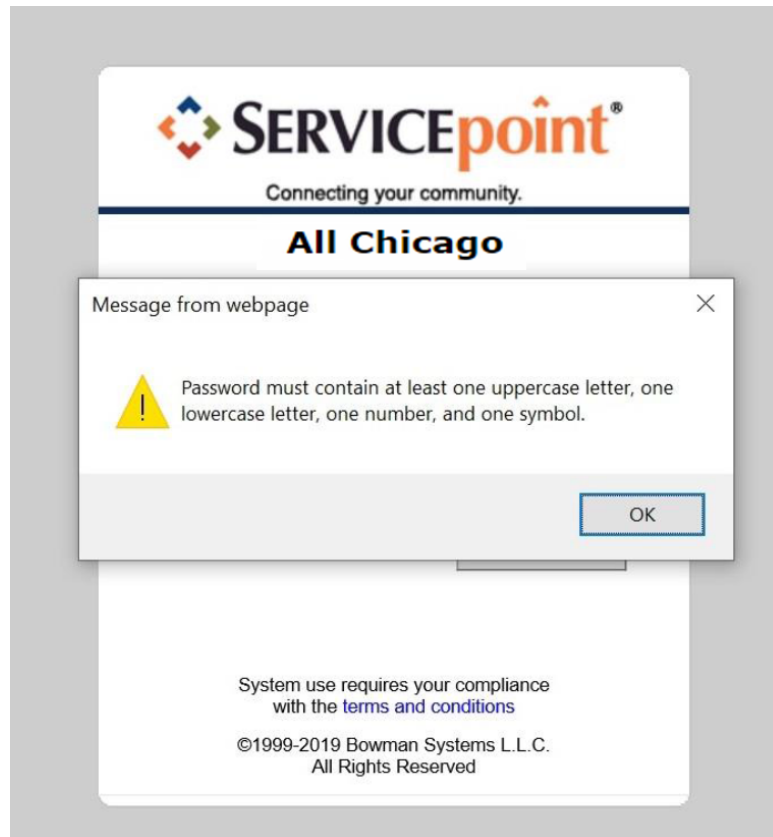 SERVICEpoint®
Connecting your community.
All Chicago
Message from webpage
Password must contain at least one uppercase letter, one
lowercase letter, one number, and one symbol.
OK
System use requires your compliance
with the terms and conditions
©1999-2019 Bowman Systems L.L.C.
All Rights Reserved